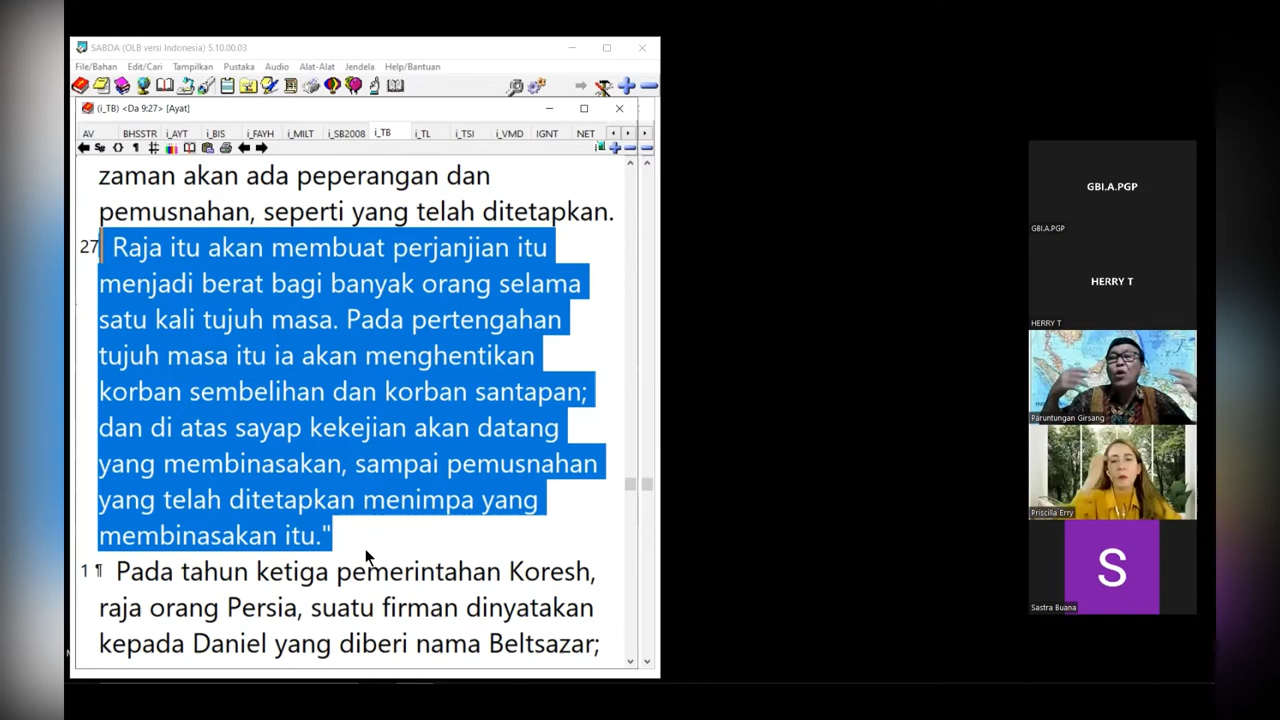 SABDA (OLB versi Indonesia) 5.10.00.03
File/Bahan Edit/Cari Tampilkan Pustaka Audio Alat-Alat Jendela Help/Bantuan
(i_TB) <Da 9:27> [Ayat]
AV BHSSTR i_AYT i_BIS i_FAYH i_MILT i_SB2008 i_TB i_TL i_TSI i_VMD IGNT NET
zaman akan ada peperangan dan
pemusnahan, seperti yang telah ditetapkan.
27 Raja itu akan membuat perjanjian itu
menjadi berat bagi banyak orang selama
satu kali tujuh masa. Pada pertengahan
tujuh masa itu ia akan menghentikan
korban sembelihan dan korban santapan;
dan di atas sayap kekejian akan datang
yang membinasakan, sampai pemusnahan
yang telah ditetapkan menimpa yang
membinasakan itu."
1 ¶ Pada tahun ketiga pemerintahan Koresh,
raja orang Persia, suatu firman dinyatakan
kepada Daniel yang diberi nama Beltsazar;
GBI.A.PGP
GBI.A.PGP
HERRY T
HERRY T
Paruntungan Girsang
Priscilla Erry
S
Sastra Buana